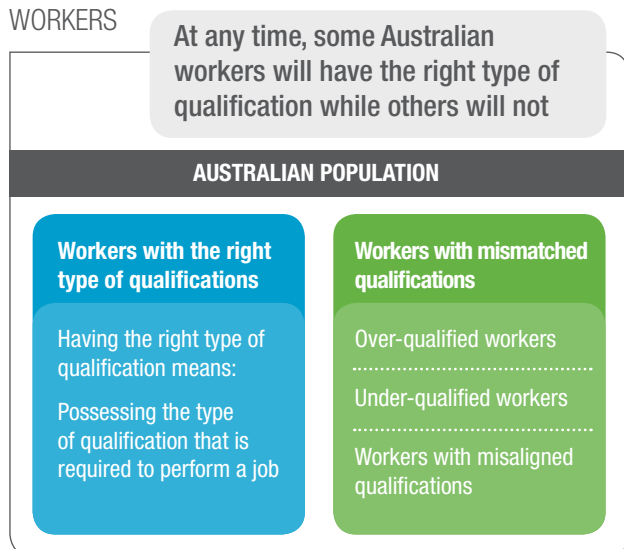 WORKERS
At any time, some Australian
workers will have the right type of
qualification while others will not
AUSTRALIAN POPULATION
Workers with the right
type of qualifications
Having the right type of
qualification means:
Possessing the type
of qualification that is
required to perform a job
Workers with mismatched
qualifications
Over-qualified workers
Under-qualified workers
Workers with misaligned
qualifications